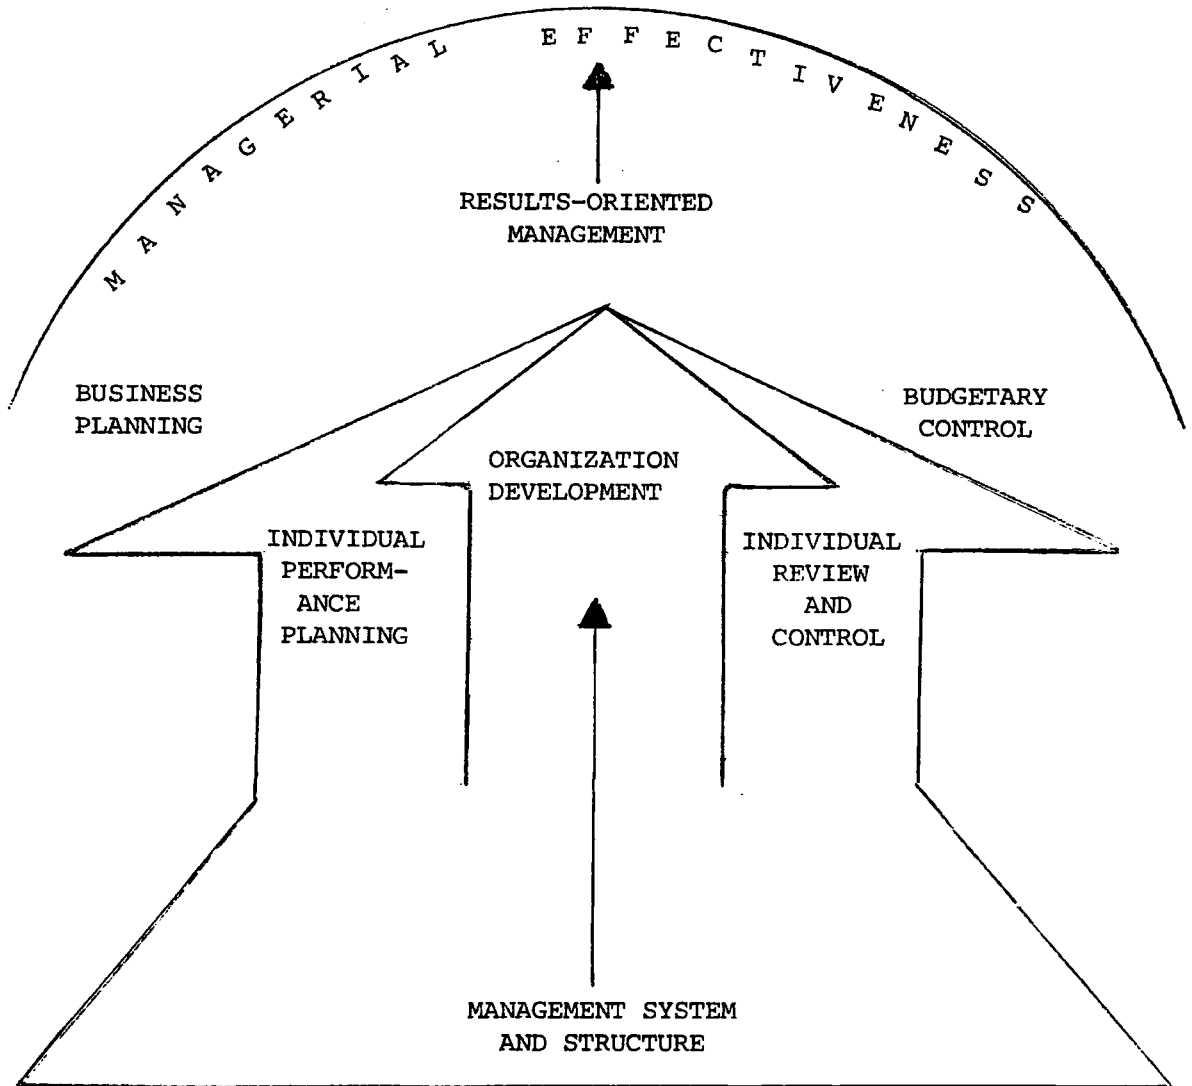 MANAGERIAL EFFECTIVENESS
RESULTS-ORIENTED
MANAGEMENT
BUSINESS
PLANNING
BUDGETARY
CONTROL
ORGANIZATION
DEVELOPMENT
INDIVIDUAL
PERFORM-
ANCE
PLANNING
INDIVIDUAL
REVIEW
AND
CONTROL
MANAGEMENT SYSTEM
AND STRUCTURE